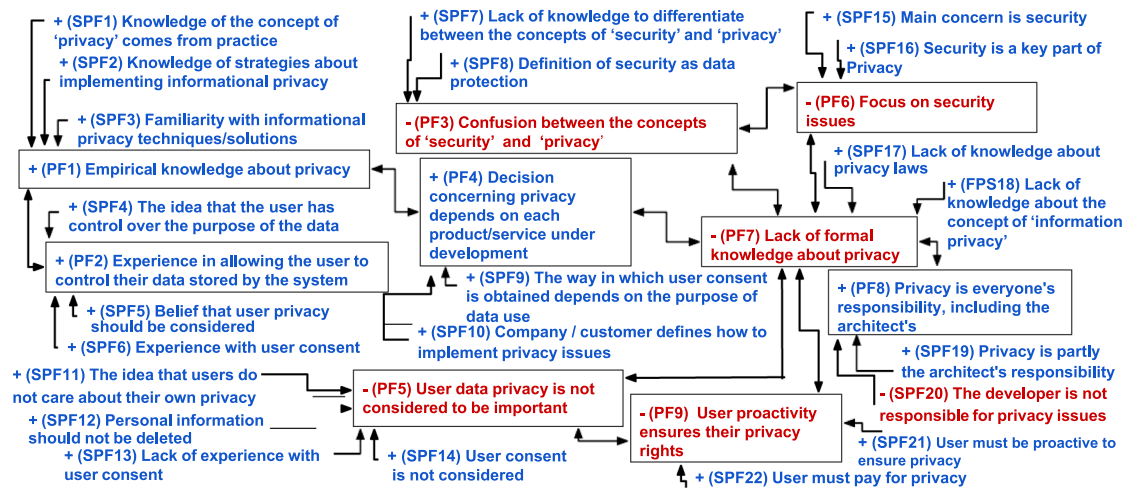 + (SPF1) Knowledge of the concept of
‘privacy’ comes from practice
+ (SPF2) Knowledge of strategies about
implementing informational privacy
+ (SPF3) Familiarity with informational
privacy techniques/solutions
+ (PF1) Empirical knowledge about privacy
+ (SPF4) The idea that the user has
control over the purpose of the data
+ (PF2) Experience in allowing the user to
control their data stored by the system
+ (SPF5) Belief that user privacy
should be considered
+ (SPF6) Experience with user consent
+ (SPF7) Lack of knowledge to differentiate
between the concepts of ‘security’ and ‘privacy’
+ (SPF8) Definition of security as data
protection
- (PF3) Confusion between the concepts
of ‘security’ and ‘privacy’
+ (PF4) Decision
concerning privacy
depends on each
product/service under
development
+ (SPF9) The way in which user consent
is obtained depends on the purpose of
data use
+ (SPF10) Company / customer defines how to
implement privacy issues
+ (SPF15) Main concern is security
+ (SPF16) Security is a key part of
Privacy
- (PF6) Focus on security
issues
+ (SPF17) Lack of knowledge about
privacy laws
+ (FPS18) Lack of
knowledge about
the concept of ‘information
privacy’
- (PF7) Lack of formal
knowledge about privacy
+ (PF8) Privacy is everyone's
responsibility, including the
architect's
+ (SPF19) Privacy is partly
the architect's responsibility
- (SPF20) The developer is not
responsible for privacy issues
+ (SPF11) The idea that users do
not care about their own privacy
+ (SPF12) Personal information
should not be deleted
+ (SPF13) Lack of experience with
user consent
- (PF5) User data privacy is not
considered to be important
+ (SPF14) User consent
is not considered
- (PF9) User proactivity
ensures their privacy
rights
+ (SPF21) User must be proactive to
ensure privacy
+ (SPF22) User must pay for privacy